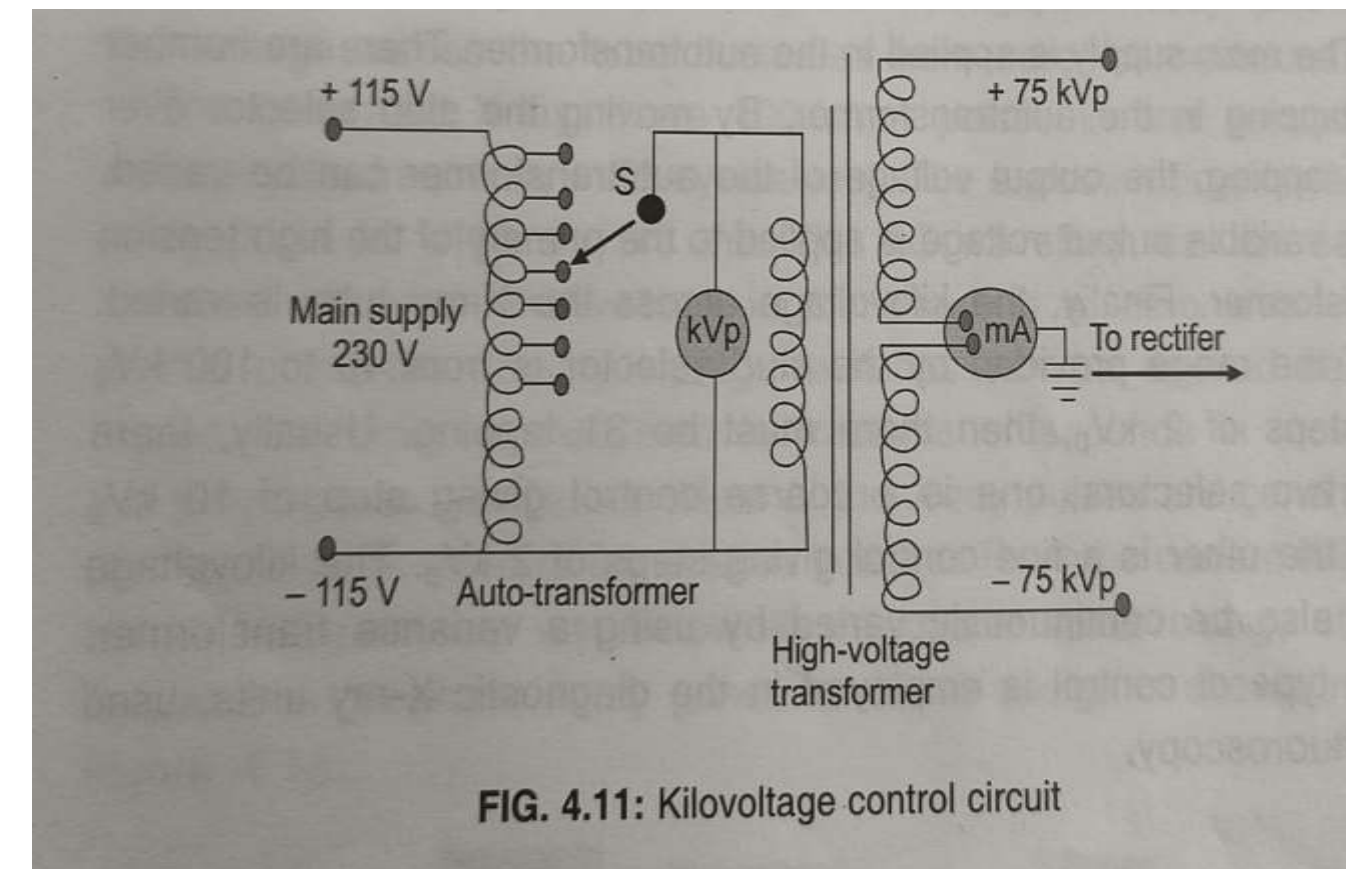 + 115 V
+ 75 kVp
S
Main supply
230 V
kVp
mA
To rectifer
– 115 V
Auto-transformer
– 75 kVp
High-voltage
transformer
FIG. 4.11: Kilovoltage control circuit